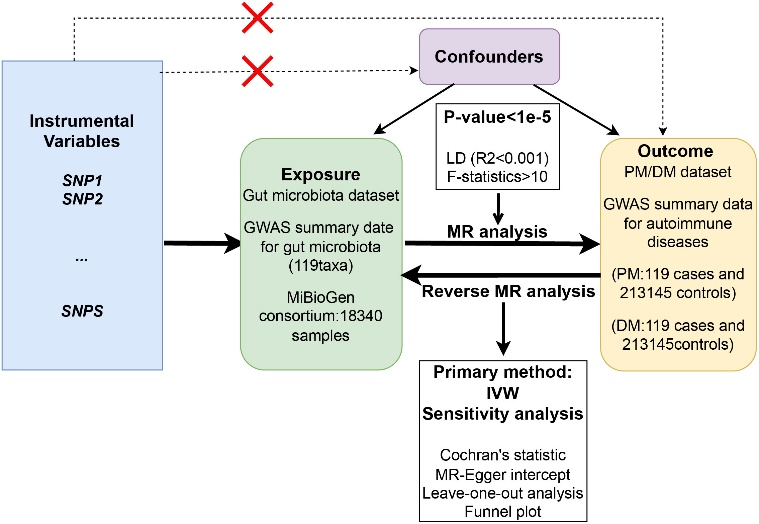 Confounders
Instrumental
Variables
SNP1
SNP2
...
SNPS
P-value<1e-5
LD (R2<0.001)
F-statistics>10
Exposure
Gut microbiota dataset
GWAS summary date
for gut microbiota
(119taxa)
MiBioGen
consortium:18340
samples
MR analysis
Reverse MR analysis
Outcome
PM/DM dataset
GWAS summary data
for autoimmune
diseases
(PM:119 cases and
213145 controls)
(DM:119 cases and
213145controls)
Primary method:
IVW
Sensitivity analysis
Cochran's statistic
MR-Egger intercept
Leave-one-out analysis
Funnel plot